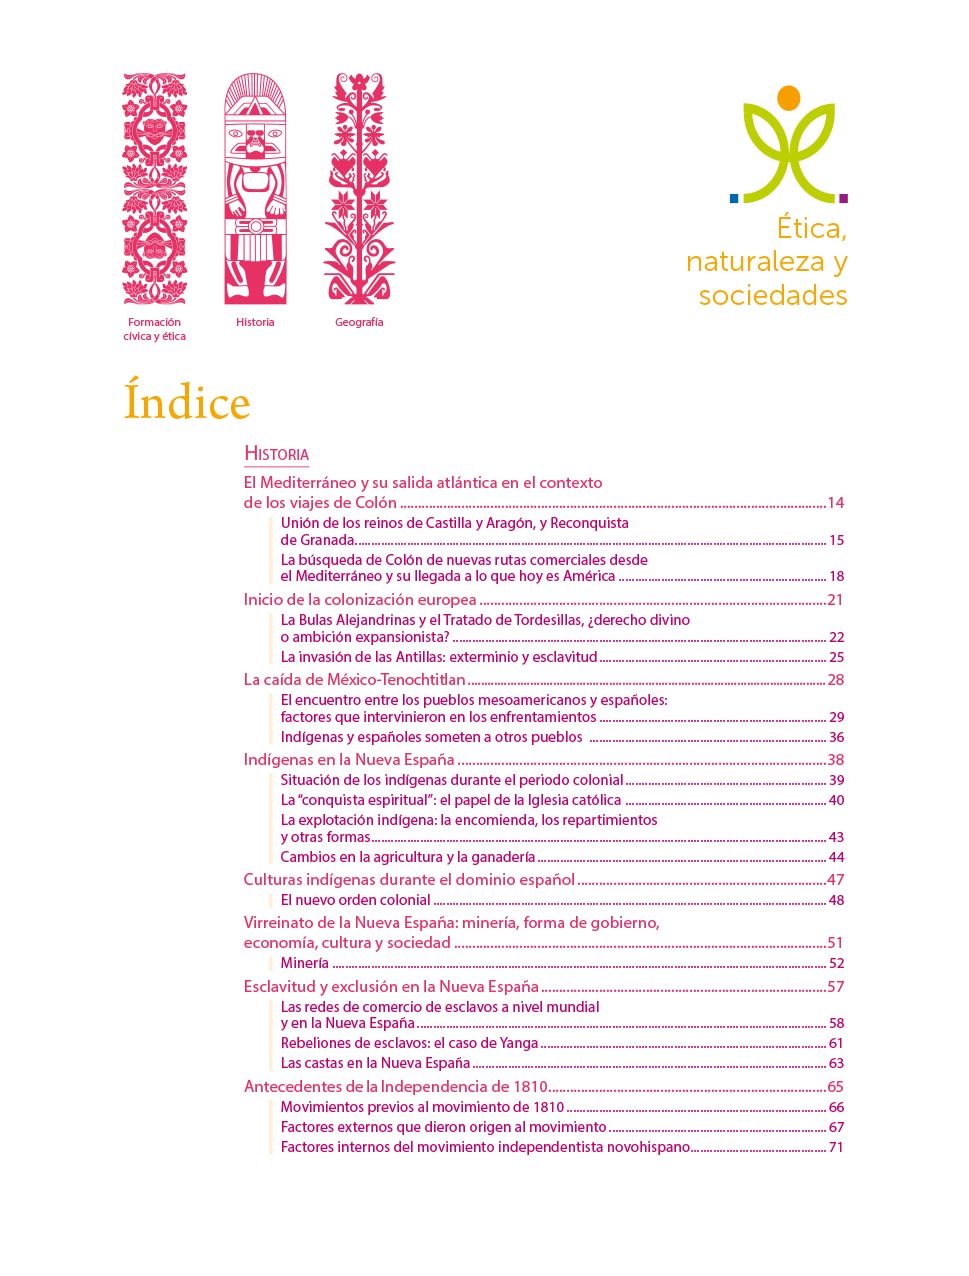 Formación
cívica y ética
Historia
Geografía
Ética,
naturaleza y
sociedades
Índice
Historia
El Mediterráneo y su salida atlántica en el contexto
de los viajes de Colón ... 14
Unión de los reinos de Castilla y Aragón, y Reconquista
de Granada ... 15
La búsqueda de Colón de nuevas rutas comerciales desde
el Mediterráneo y su llegada a lo que hoy es América ... 18
Inicio de la colonización europea ... 21
La Bulas Alejandrinas y el Tratado de Tordesillas, ¿derecho divino
o ambición expansionista? ... 22
La invasión de las Antillas: exterminio y esclavitud ... 25
La caída de México-Tenochtitlan ... 28
El encuentro entre los pueblos mesoamericanos y españoles:
factores que intervinieron en los enfrentamientos ... 29
Indígenas y españoles someten a otros pueblos ... 36
Indígenas en la Nueva España ... 38
Situación de los indígenas durante el periodo colonial ... 39
La “conquista espiritual”: el papel de la Iglesia católica ... 40
La explotación indígena: la encomienda, los repartimientos
y otras formas ... 43
Cambios en la agricultura y la ganadería ... 44
Culturas indígenas durante el dominio español ... 47
El nuevo orden colonial ... 48
Virreinato de la Nueva España: minería, forma de gobierno,
economía, cultura y sociedad ... 51
Minería ... 52
Esclavitud y exclusión en la Nueva España ... 57
Las redes de comercio de esclavos a nivel mundial
y en la Nueva España ... 58
Rebeliones de esclavos: el caso de Yanga ... 61
Las castas en la Nueva España ... 63
Antecedentes de la Independencia de 1810 ... 65
Movimientos previos al movimiento de 1810 ... 66
Factores externos que dieron origen al movimiento ... 67
Factores internos del movimiento independentista novohispano ... 71